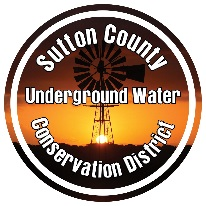 Sutton County
Underground Water
Conservation District